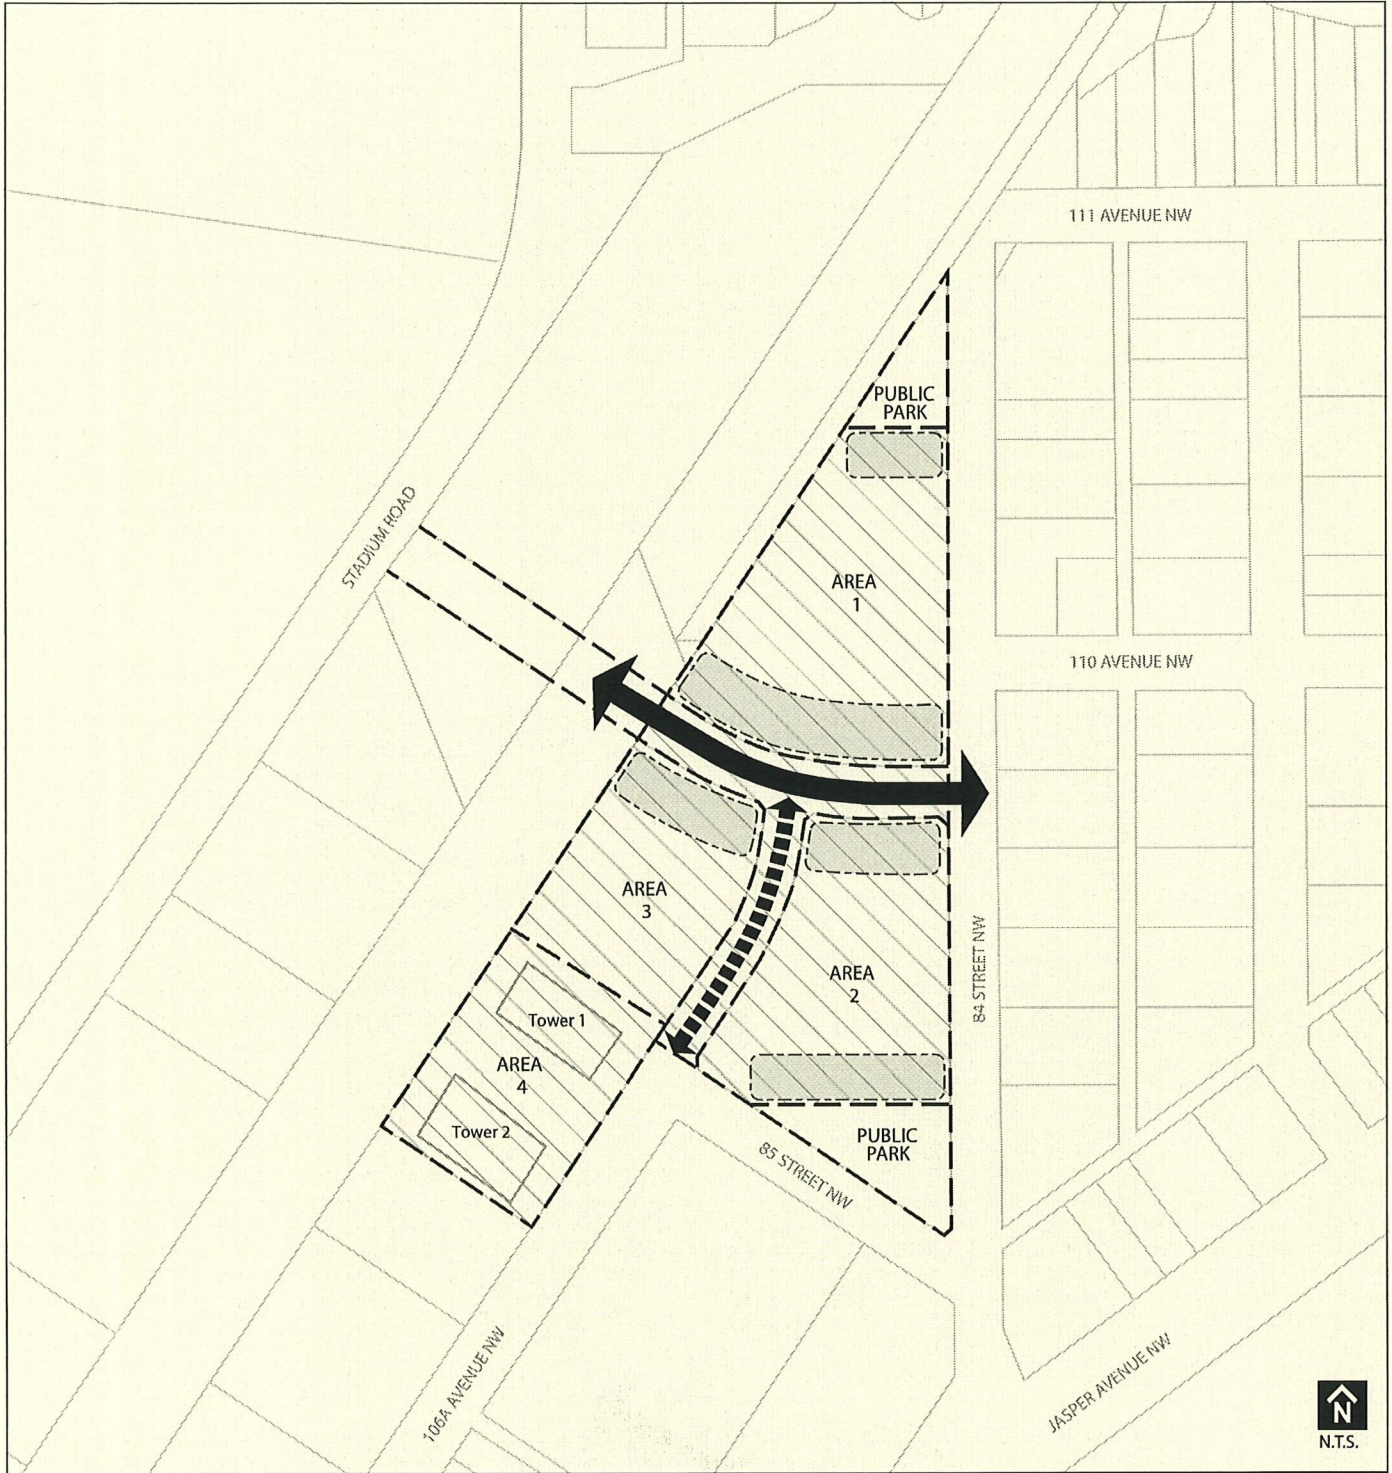 111 AVENUE NW
PUBLIC
PARK
STADIUM ROAD
AREA
1
110 AVENUE NW
AREA
3
84 STREET NW
AREA
2
Tower 1
AREA
4
Tower 2
PUBLIC
PARK
85 STREET NW
106A AVENUE NW
JASPER AVENUE NW
N
N.T.S.